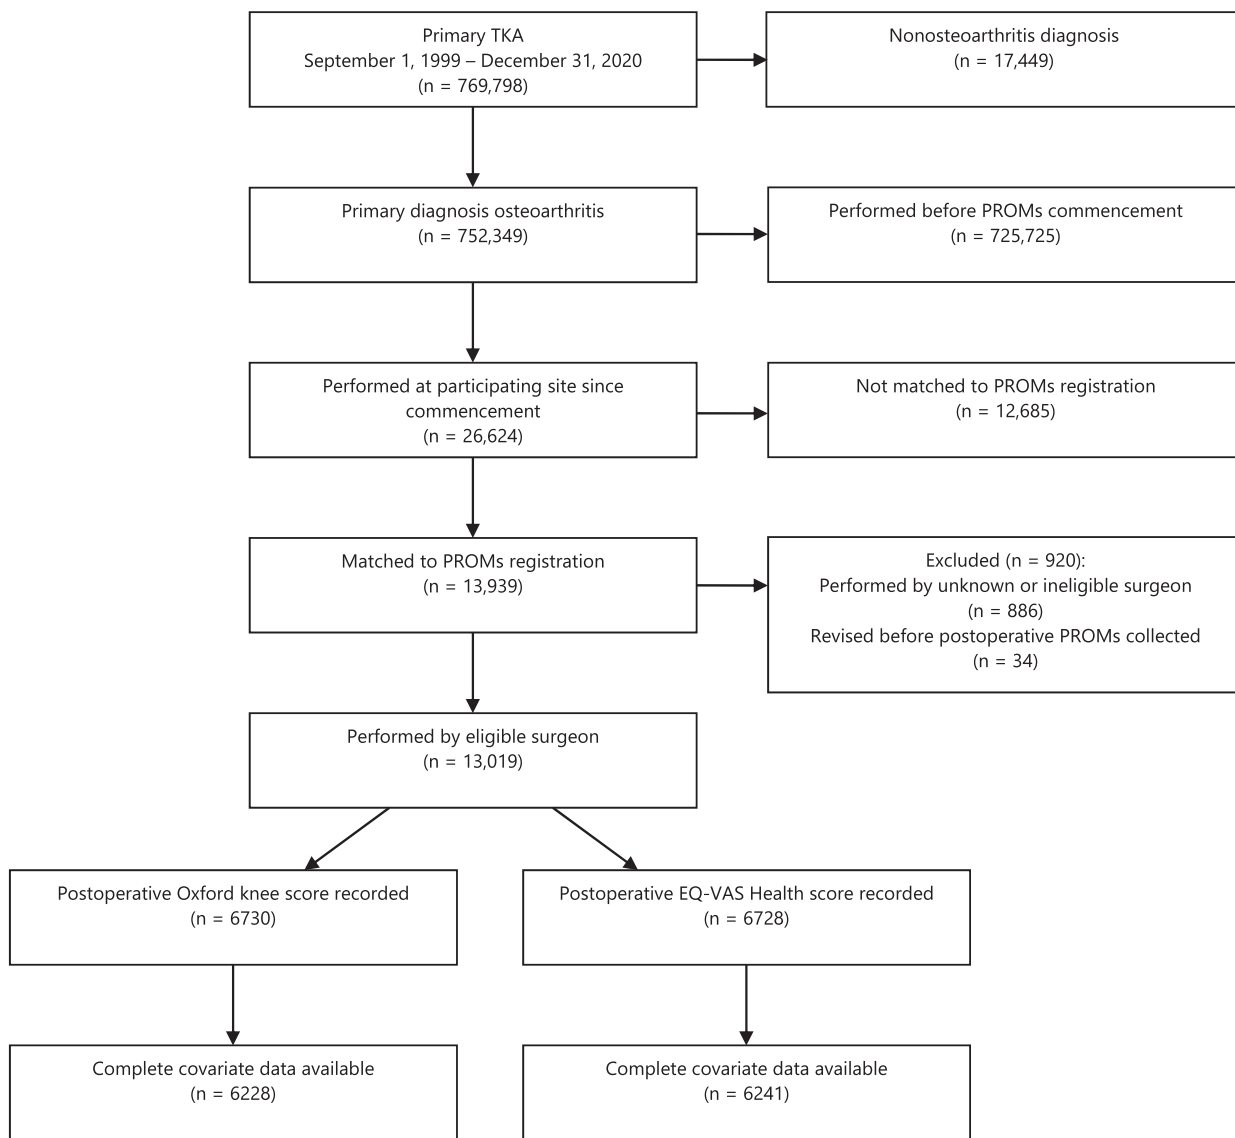 Primary TKA
September 1, 1999 – December 31, 2020
(n = 769,798)
Nonosteoarthritis diagnosis
(n = 17,449)
Primary diagnosis osteoarthritis
(n = 752,349)
Performed before PROMs commencement
(n = 725,725)
Performed at participating site since
commencement
(n = 26,624)
Not matched to PROMs registration
(n = 12,685)
Matched to PROMs registration
(n = 13,939)
Excluded (n = 920):
Performed by unknown or ineligible surgeon
(n = 886)
Revised before postoperative PROMs collected
(n = 34)
Performed by eligible surgeon
(n = 13,019)
Postoperative Oxford knee score recorded
(n = 6730)
Postoperative EQ-VAS Health score recorded
(n = 6728)
Complete covariate data available
(n = 6228)
Complete covariate data available
(n = 6241)